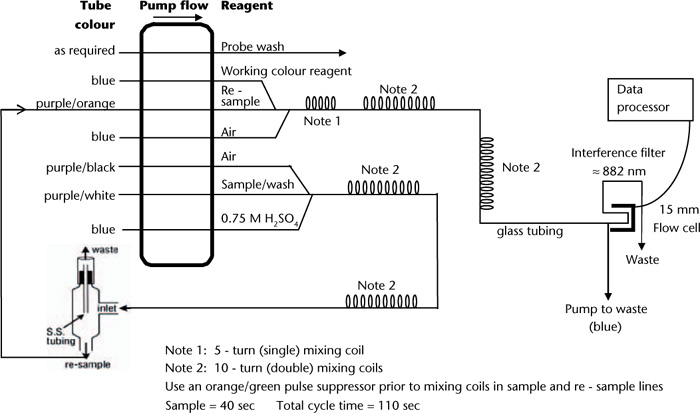 Tube colour
Pump flow
Reagent
as required
Probe wash
blue
Working colour reagent
purple/orange
Re - sample
blue
Air
purple/black
Air
purple/white
Sample/wash
blue
0.75 M H₂SO₄
Note 1
Note 2
Note 2
Note 2
Note 2
glass tubing
Data processor
Interference filter
≈ 882 nm
15 mm
Flow cell
Waste
Pump to waste
(blue)
waste
inlet
S.S. tubing
re-sample
Note 1: 5 - turn (single) mixing coil
Note 2: 10 - turn (double) mixing coils
Use an orange/green pulse suppressor prior to mixing coils in sample and re - sample lines
Sample = 40 sec Total cycle time = 110 sec